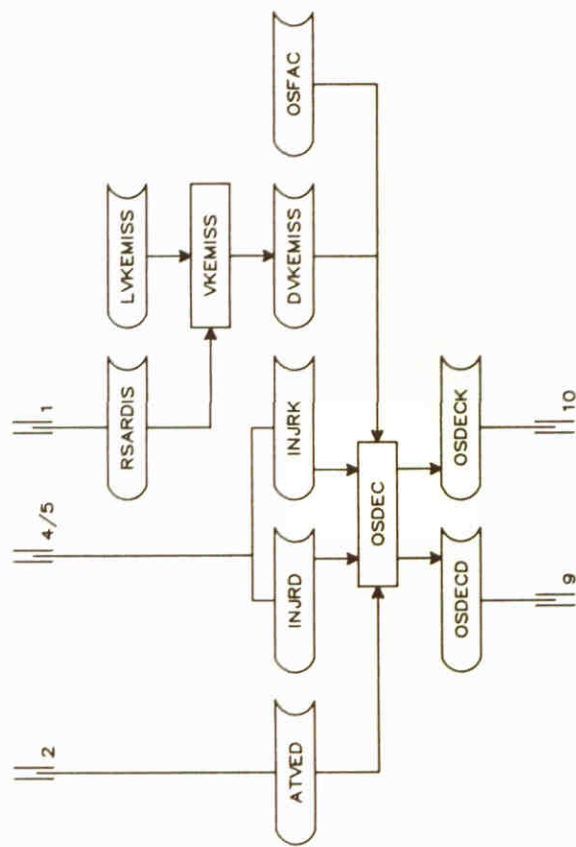 2
4/5
1
RSARDIS
LVKEMISS
VKEMISS
ATVED
INJRD
INJRK
DVKEMISS
OSFAC
OSDEC
OSDECD
OSDECK
9
10